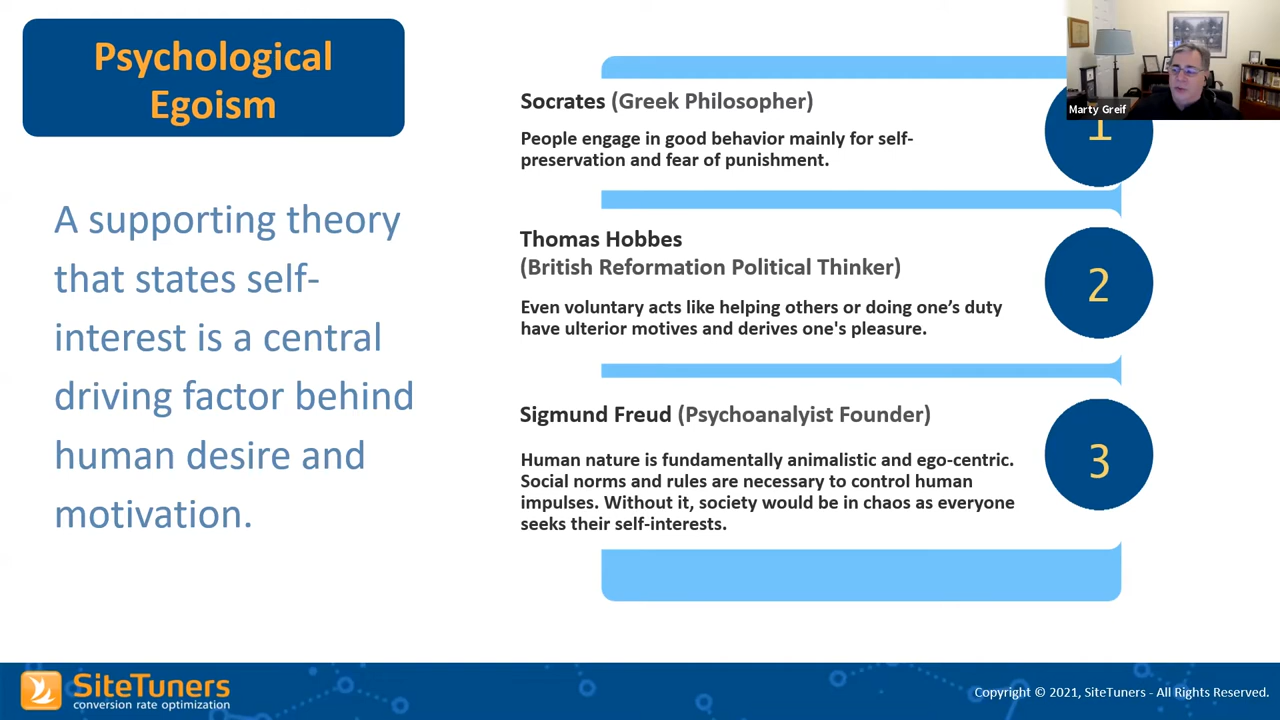 Psychological
Egoism
A supporting theory
that states self-
interest is a central
driving factor behind
human desire and
motivation.
Socrates (Greek Philosopher)
People engage in good behavior mainly for self-
preservation and fear of punishment.
1
Thomas Hobbes
(British Reformation Political Thinker)
Even voluntary acts like helping others or doing one’s duty
have ulterior motives and derives one's pleasure.
2
Sigmund Freud (Psychoanalyist Founder)
Human nature is fundamentally animalistic and ego-centric.
Social norms and rules are necessary to control human
impulses. Without it, society would be in chaos as everyone
seeks their self-interests.
3
Marty Greif
SiteTuners
conversion rate optimization
Copyright © 2021, SiteTuners - All Rights Reserved.